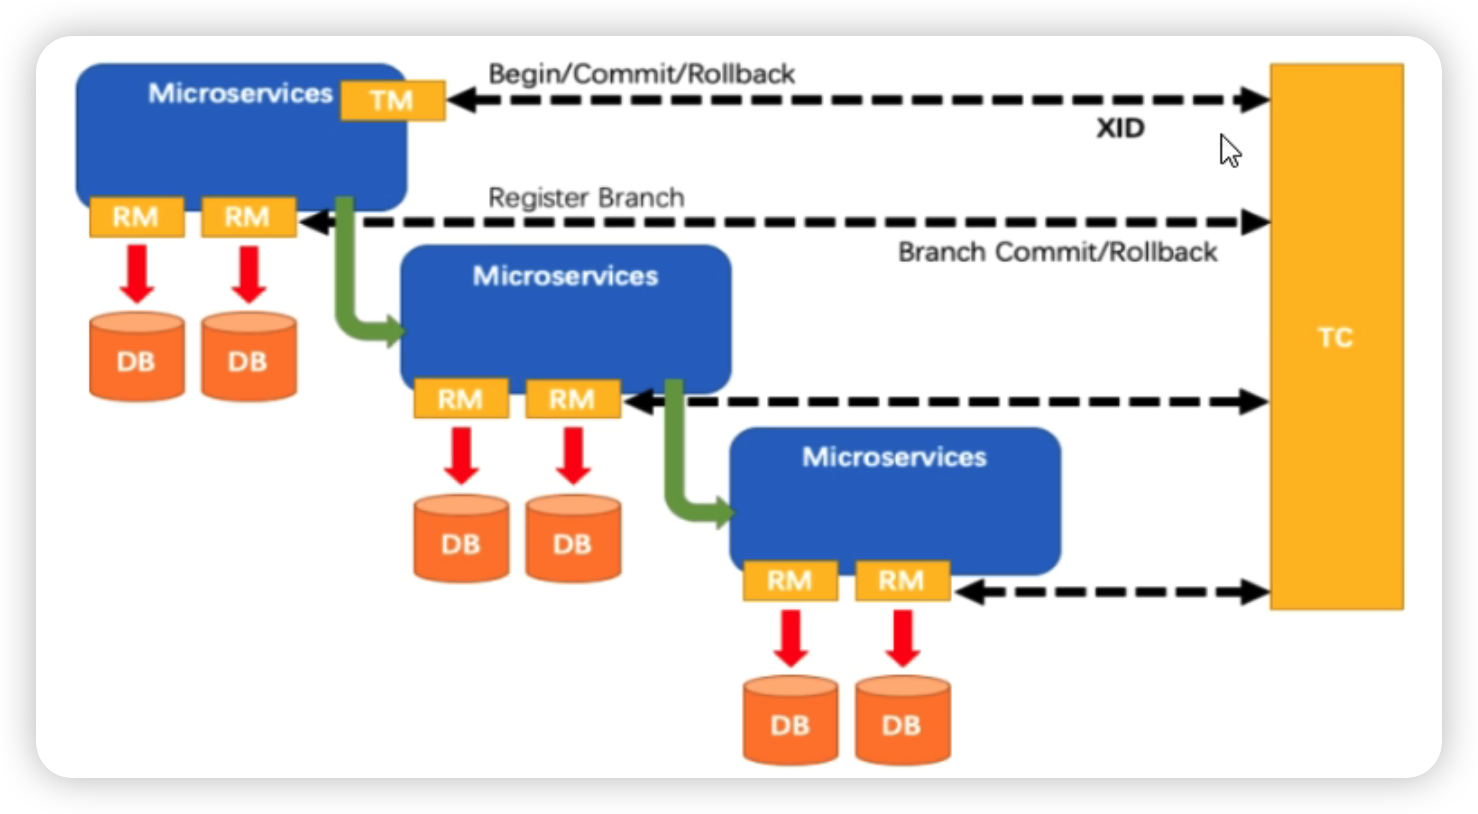 Begin/Commit/Rollback
Microservices
TM
XID
Register Branch
RM
RM
Branch Commit/Rollback
Microservices
TC
DB
DB
RM
RM
Microservices
DB
DB
RM
RM
DB
DB